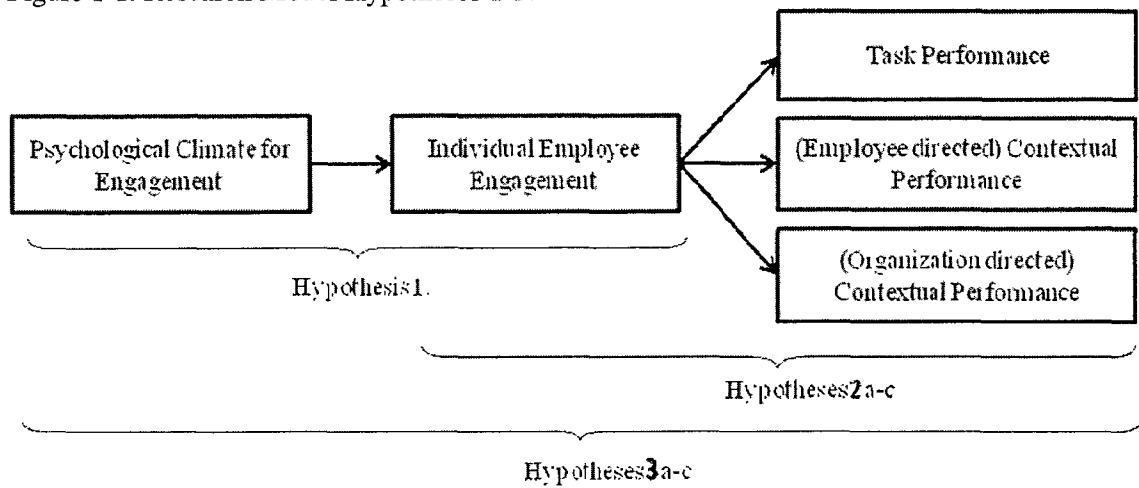 Task Performance
Psychological Climate for
Engagement
Individual Employee
Engagement
(Employee directed) Contextual
Performance
(Organization directed)
Contextual Performance
Hypothesis 1.
Hypotheses 2a-c
Hypotheses 3a-c